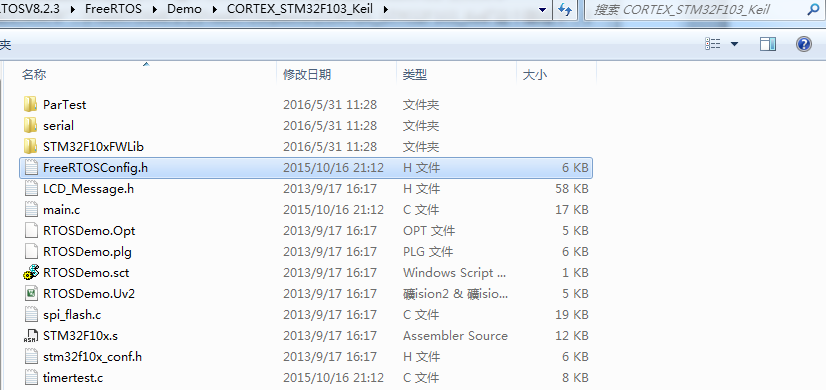 TOSV8.2.3 ▸ FreeRTOS ▸ Demo ▸ CORTEX_STM32F103_Keil ▸ 搜索 CORTEX_STM32F103_Keil
夹
名称 修改日期 类型 大小
ParTest 2016/5/31 11:28 文件夹
serial 2016/5/31 11:28 文件夹
STM32F10xFWLib 2016/5/31 11:28 文件夹
FreeRTOSConfig.h 2015/10/16 21:12 H 文件 6 KB
LCD_Message.h 2013/9/17 16:17 H 文件 58 KB
main.c 2015/10/16 21:12 C 文件 17 KB
RTOSDemo.Opt 2013/9/17 16:17 OPT 文件 5 KB
RTOSDemo.plg 2013/9/17 16:17 PLG 文件 6 KB
RTOSDemo.sct 2013/9/17 16:17 Windows Script ... 1 KB
RTOSDemo.Uv2 2013/9/17 16:17 礦ision2 & 礦isio... 5 KB
spi_flash.c 2013/9/17 16:17 C 文件 19 KB
STM32F10x.s 2013/9/17 16:17 Assembler Source 12 KB
stm32f10x_conf.h 2013/9/17 16:17 H 文件 6 KB
timertest.c 2015/10/16 21:12 C 文件 8 KB